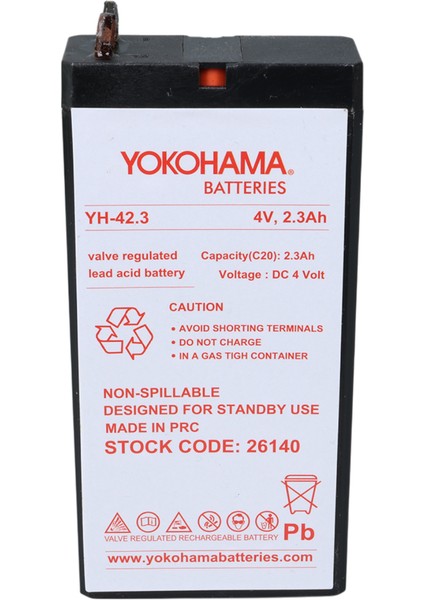 YOKOHAMA®
BATTERIES
YH-42.3 4V, 2.3Ah
valve regulated Capacity(C20): 2.3Ah
lead acid battery Voltage : DC 4 Volt
CAUTION
• AVOID SHORTING TERMINALS
• DO NOT CHARGE
• IN A GAS TIGH CONTAINER
NON-SPILLABLE
DESIGNED FOR STANDBY USE
MADE IN PRC
STOCK CODE: 26140
Pb
VALVE REGULATED RECHARGEABLE BATTERY
www.yokohamabatteries.com